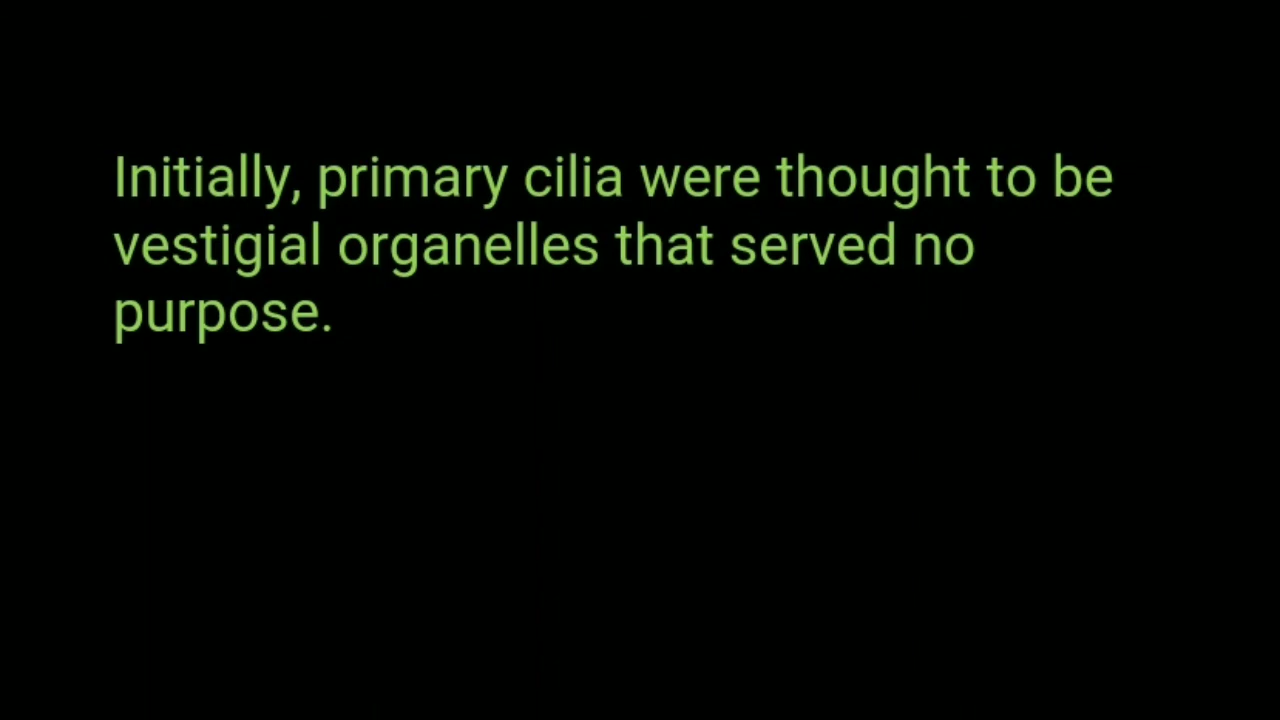 Initially, primary cilia were thought to be
vestigial organelles that served no
purpose.